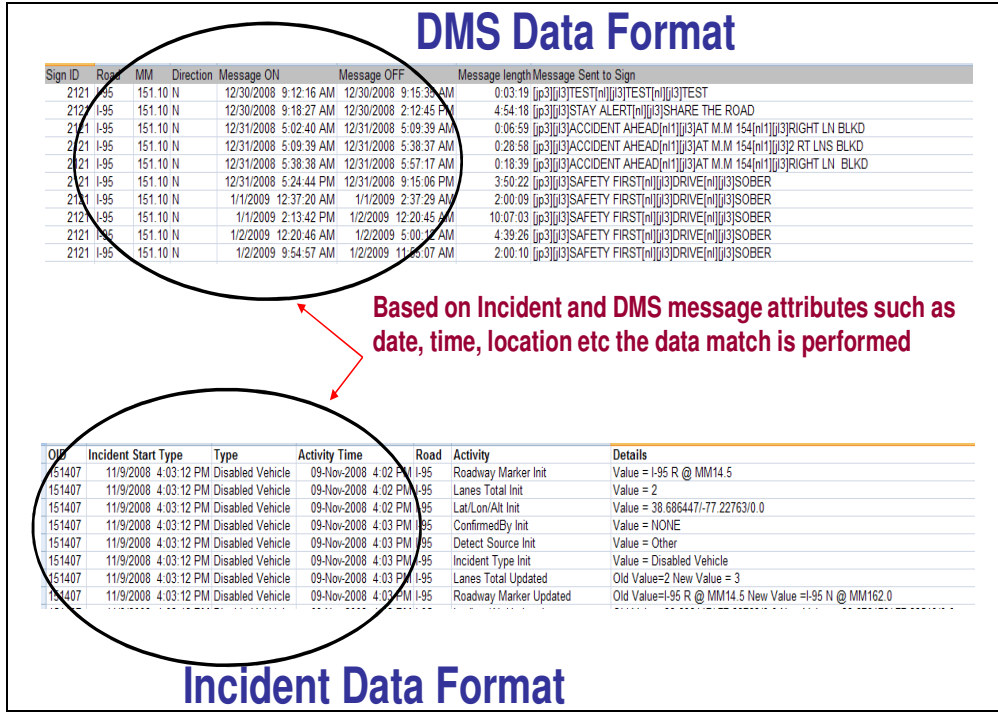 DMS Data Format
Sign ID Road MM Direction Message ON Message OFF Message length Message Sent to Sign
2121 I-95 151.10 N 12/30/2008 9:12:16 AM 12/30/2008 9:15:35 AM 0:03:19 [jp3][jl3]TEST[nl][jl3]TEST[nl][jl3]TEST
2121 I-95 151.10 N 12/30/2008 9:18:27 AM 12/30/2008 2:12:45 PM 4:54:18 [jp3][jl3]STAY ALERT[nl][jl3]SHARE THE ROAD
2121 I-95 151.10 N 12/31/2008 5:02:40 AM 12/31/2008 5:09:39 AM 0:06:59 [jp3][jl3]ACCIDENT AHEAD[nl1][jl3]AT M.M 154[nl1][jl3]RIGHT LN BLKD
2121 I-95 151.10 N 12/31/2008 5:09:39 AM 12/31/2008 5:38:37 AM 0:28:58 [jp3][jl3]ACCIDENT AHEAD[nl1][jl3]AT M.M 154[nl1][jl3]2 RT LNS BLKD
2121 I-95 151.10 N 12/31/2008 5:38:38 AM 12/31/2008 5:57:17 AM 0:18:39 [jp3][jl3]ACCIDENT AHEAD[nl1][jl3]AT M.M 154[nl1][jl3]RIGHT LN BLKD
2121 I-95 151.10 N 12/31/2008 5:24:44 PM 12/31/2008 9:15:06 PM 3:50:22 [jp3][jl3]SAFETY FIRST[nl][jl3]DRIVE[nl][jl3]SOBER
2121 I-95 151.10 N 1/1/2009 12:37:20 AM 1/1/2009 2:37:29 AM 2:00:09 [jp3][jl3]SAFETY FIRST[nl][jl3]DRIVE[nl][jl3]SOBER
2121 I-95 151.10 N 1/1/2009 2:13:42 PM 1/2/2009 12:20:45 AM 10:07:03 [jp3][jl3]SAFETY FIRST[nl][jl3]DRIVE[nl][jl3]SOBER
2121 I-95 151.10 N 1/2/2009 12:20:46 AM 1/2/2009 5:00:12 AM 4:39:26 [jp3][jl3]SAFETY FIRST[nl][jl3]DRIVE[nl][jl3]SOBER
2121 I-95 151.10 N 1/2/2009 9:54:57 AM 1/2/2009 11:55:07 AM 2:00:10 [jp3][jl3]SAFETY FIRST[nl][jl3]DRIVE[nl][jl3]SOBER
Based on Incident and DMS message attributes such as
date, time, location etc the data match is performed
OID Incident Start Type Type Activity Time Road Activity Details
151407 11/9/2008 4:03:12 PM Disabled Vehicle 09-Nov-2008 4:02 PM I-95 Roadway Marker Init Value = I-95 R @ MM14.5
151407 11/9/2008 4:03:12 PM Disabled Vehicle 09-Nov-2008 4:02 PM I-95 Lanes Total Init Value = 2
151407 11/9/2008 4:03:12 PM Disabled Vehicle 09-Nov-2008 4:02 PM I-95 Lat/Lon/Alt Init Value = 38.686447/-77.22763/0.0
151407 11/9/2008 4:03:12 PM Disabled Vehicle 09-Nov-2008 4:03 PM I-95 ConfirmedBy Init Value = NONE
151407 11/9/2008 4:03:12 PM Disabled Vehicle 09-Nov-2008 4:03 PM I-95 Detect Source Init Value = Other
151407 11/9/2008 4:03:12 PM Disabled Vehicle 09-Nov-2008 4:03 PM I-95 Incident Type Init Value = Disabled Vehicle
151407 11/9/2008 4:03:12 PM Disabled Vehicle 09-Nov-2008 4:03 PM I-95 Lanes Total Updated Old Value=2 New Value = 3
151407 11/9/2008 4:03:12 PM Disabled Vehicle 09-Nov-2008 4:03 PM I-95 Roadway Marker Updated Old Value=I-95 R @ MM14.5 New Value =I-95 N @ MM162.0
Incident Data Format